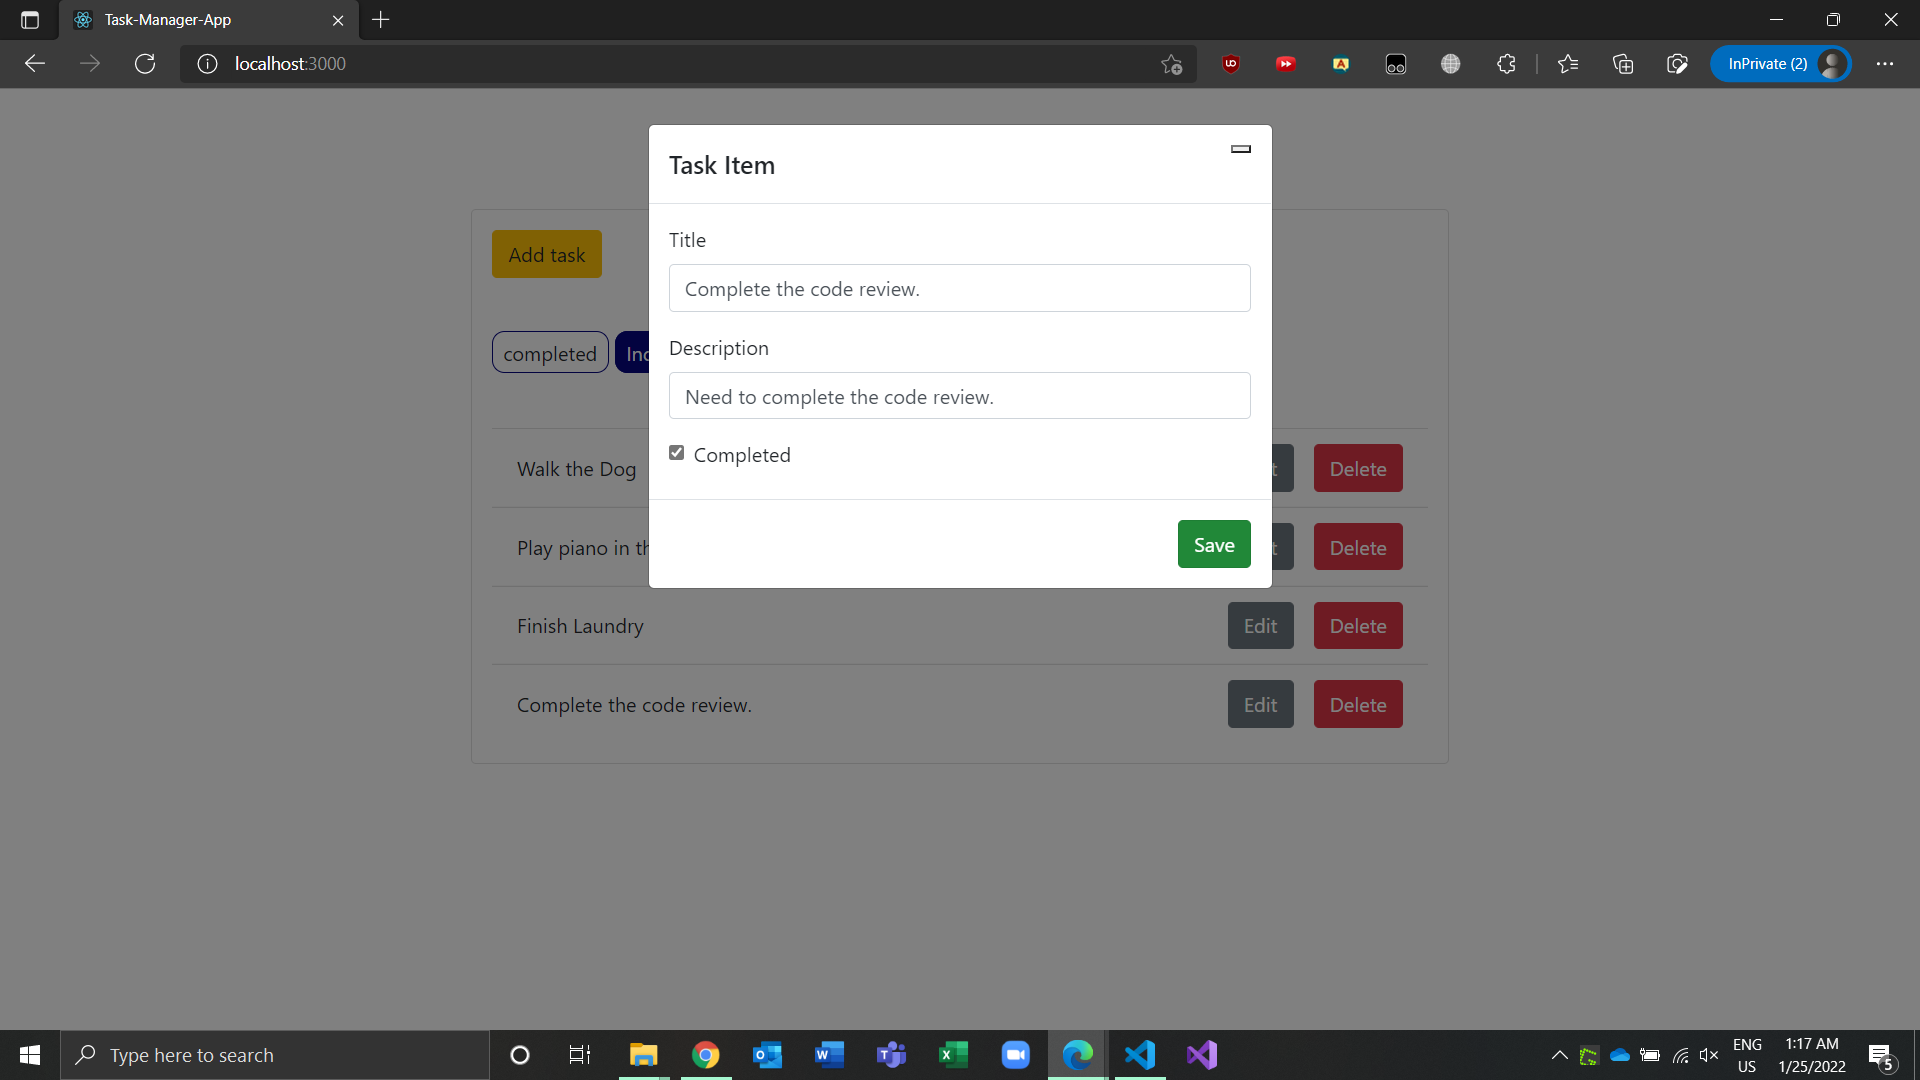 Task-Manager-App
localhost:3000
InPrivate (2)
Task Item
Title
Add task
Complete the code review.
Description
completed
Need to complete the code review.
Completed
Walk the Dog
Delete
Save
Play piano in
Delete
Finish Laundry
Edit
Delete
Complete the code review.
Edit
Delete
Type here to search
ENG
US
1:17 AM
1/25/2022
5